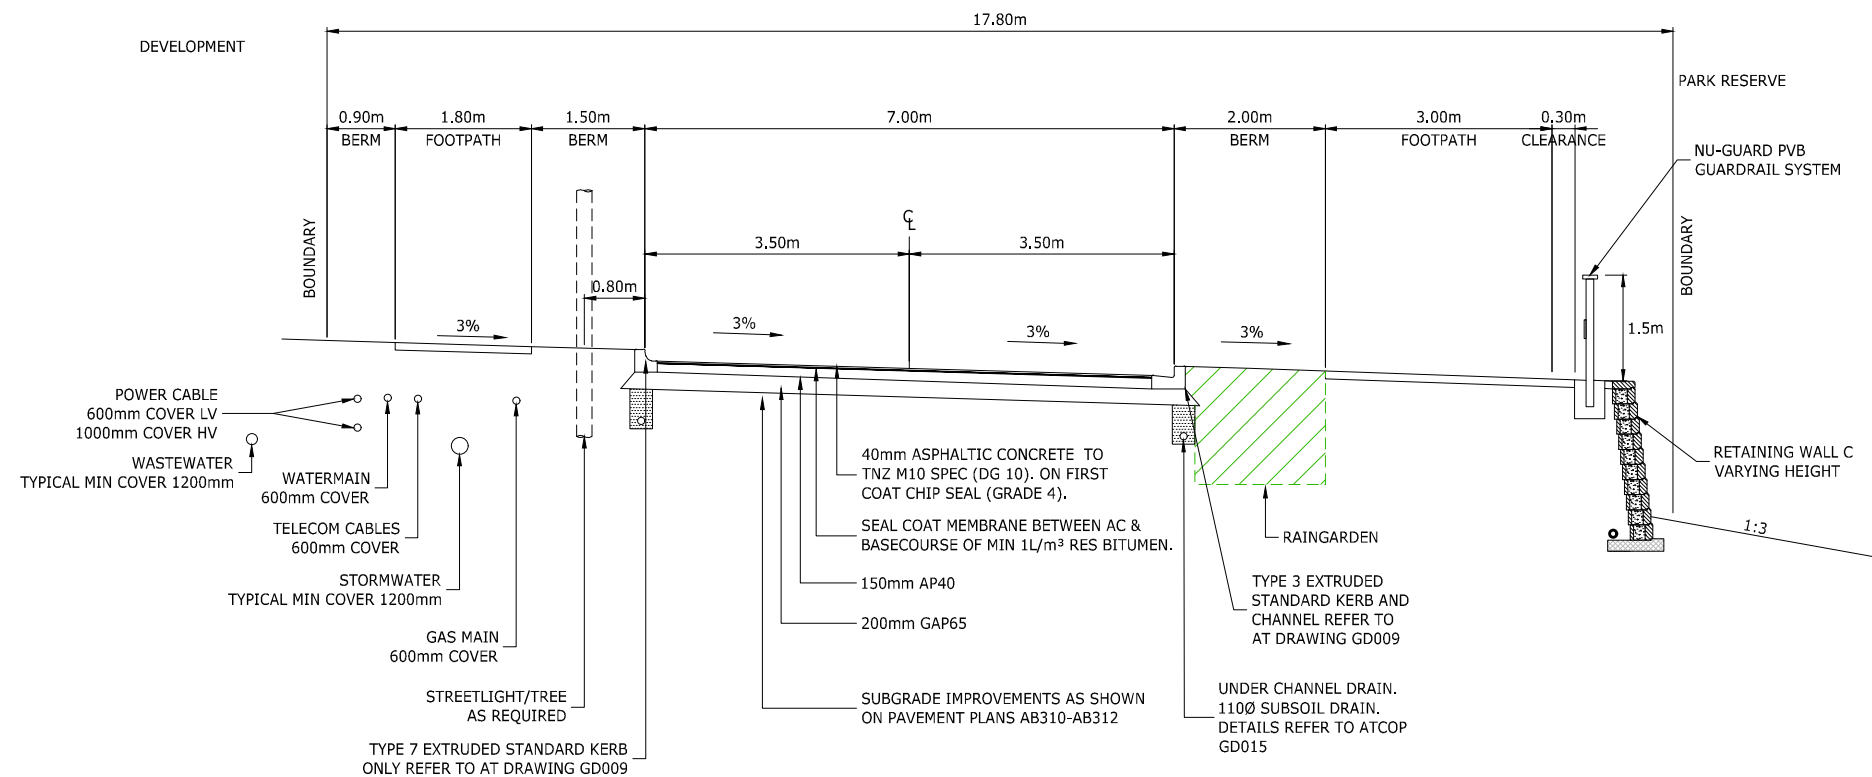 17.80m
DEVELOPMENT
PARK RESERVE
0.90m
BERM
1.80m
FOOTPATH
1.50m
BERM
7.00m
2.00m
BERM
3.00m
FOOTPATH
0.30m
CLEARANCE
NU-GUARD PVB
GUARDRAIL SYSTEM
BOUNDARY
BOUNDARY
CL
3.50m
3.50m
0.80m
1.5m
3%
3%
3%
3%
POWER CABLE
600mm COVER LV
1000mm COVER HV
WASTEWATER
TYPICAL MIN COVER 1200mm
WATERMAIN
600mm COVER
TELECOM CABLES
600mm COVER
STORMWATER
TYPICAL MIN COVER 1200mm
GAS MAIN
600mm COVER
STREETLIGHT/TREE
AS REQUIRED
TYPE 7 EXTRUDED STANDARD KERB
ONLY REFER TO AT DRAWING GD009
40mm ASPHALTIC CONCRETE TO
TNZ M10 SPEC (DG 10). ON FIRST
COAT CHIP SEAL (GRADE 4).
SEAL COAT MEMBRANE BETWEEN AC &
BASECOURSE OF MIN 1L/m³ RES BITUMEN.
150mm AP40
200mm GAP65
SUBGRADE IMPROVEMENTS AS SHOWN
ON PAVEMENT PLANS AB310-AB312
RAINGARDEN
TYPE 3 EXTRUDED
STANDARD KERB AND
CHANNEL REFER TO
AT DRAWING GD009
UNDER CHANNEL DRAIN.
110Ø SUBSOIL DRAIN.
DETAILS REFER TO ATCOP
GD015
RETAINING WALL C
VARYING HEIGHT
1:3